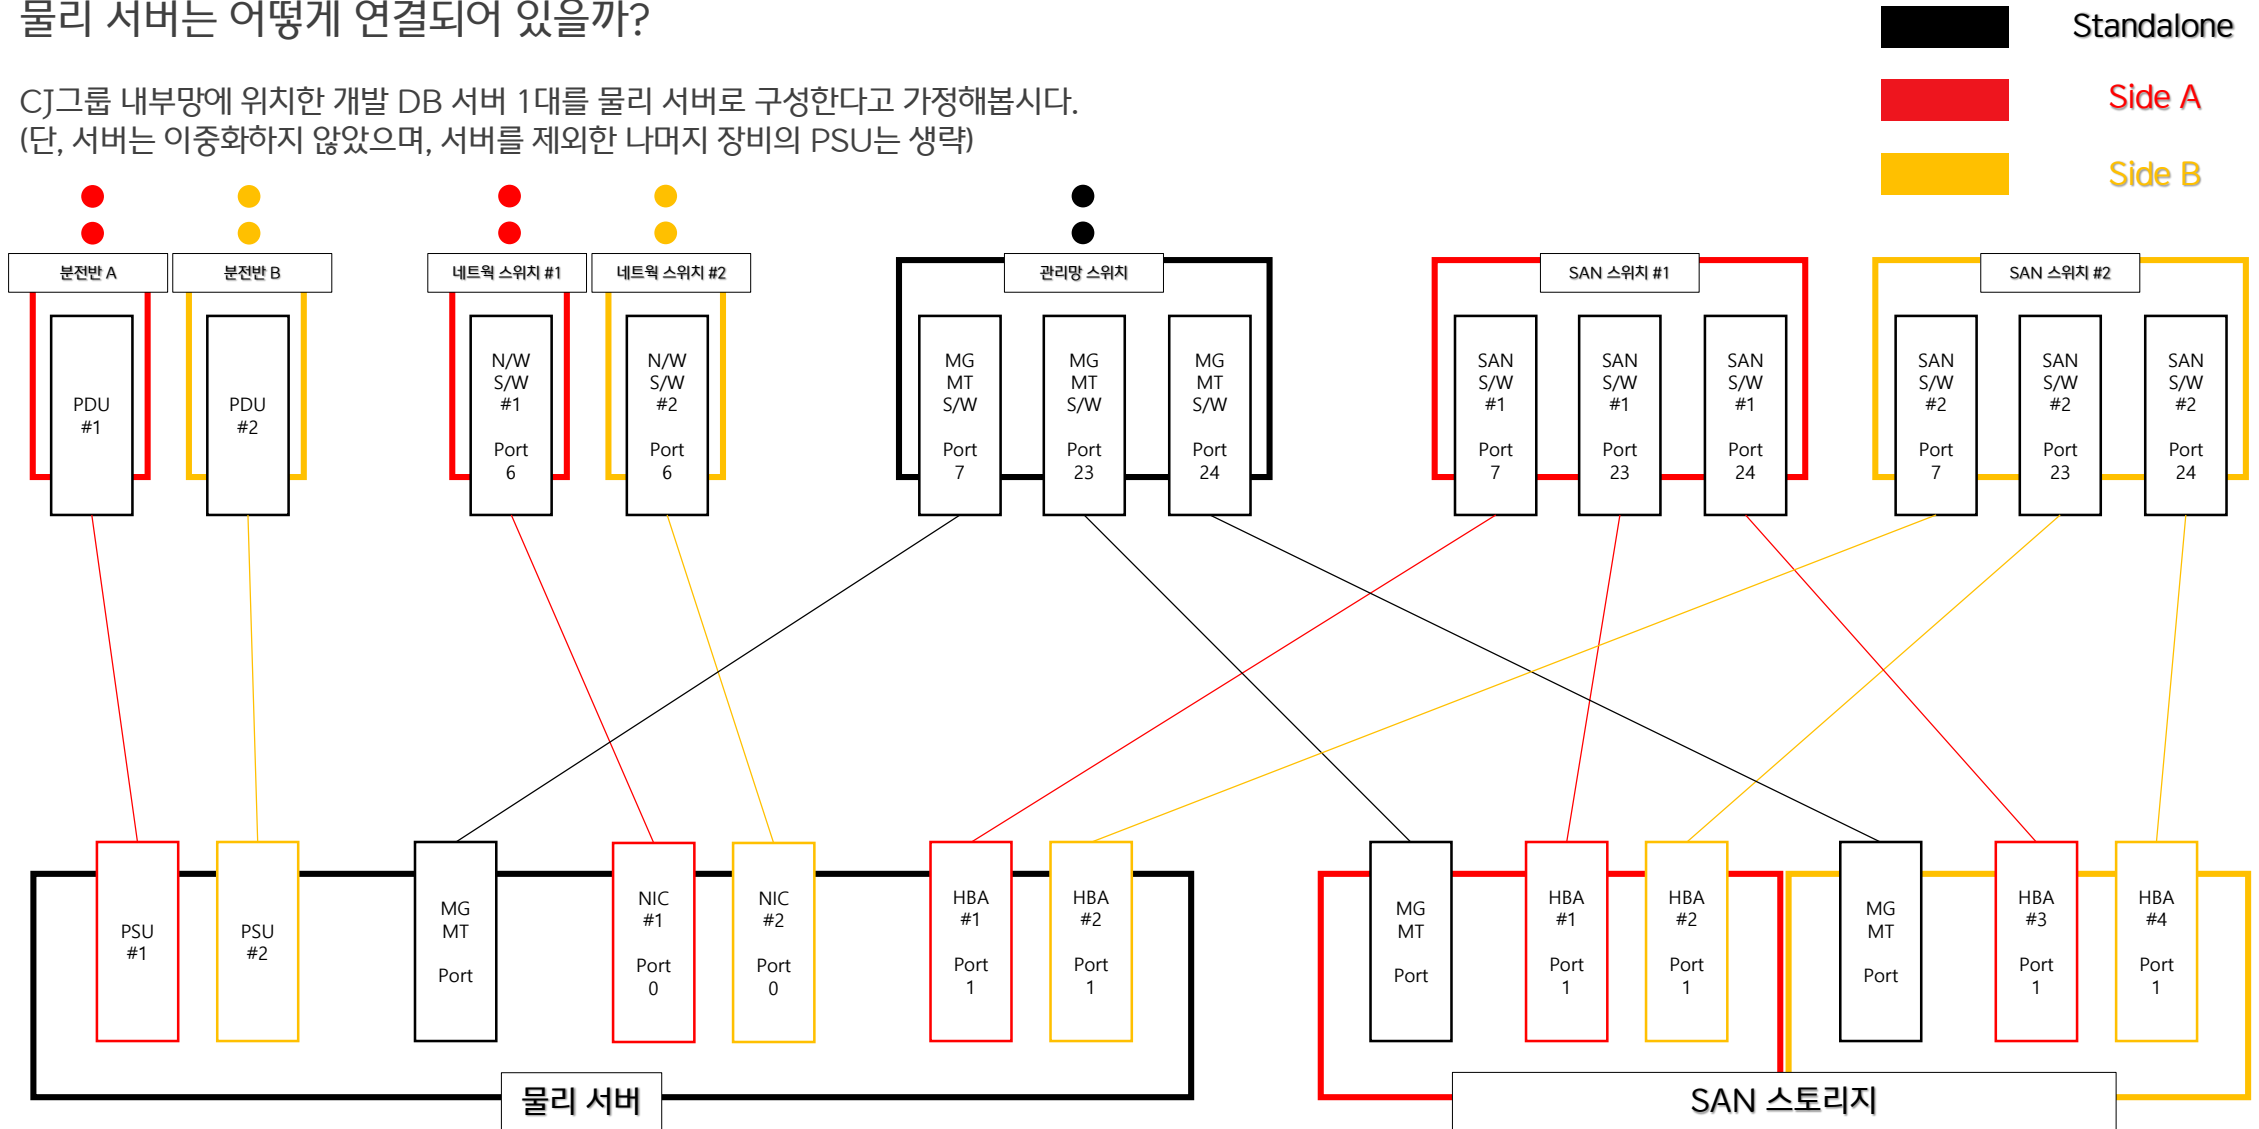 물리 서버는 어떻게 연결되어 있을까?
Standalone
Side A
Side B
CJ그룹 내부망에 위치한 개발 DB 서버 1대를 물리 서버로 구성한다고 가정해봅시다.
(단, 서버는 이중화하지 않았으며, 서버를 제외한 나머지 장비의 PSU는 생략)
분전반 A
분전반 B
네트웍 스위치 #1
네트웍 스위치 #2
관리망 스위치
SAN 스위치 #1
SAN 스위치 #2
PDU
#1
PDU
#2
N/W
S/W
#1
Port
6
N/W
S/W
#2
Port
6
MG
MT
S/W
Port
7
MG
MT
S/W
Port
23
MG
MT
S/W
Port
24
SAN
S/W
#1
Port
7
SAN
S/W
#1
Port
23
SAN
S/W
#1
Port
24
SAN
S/W
#2
Port
7
SAN
S/W
#2
Port
23
SAN
S/W
#2
Port
24
PSU
#1
PSU
#2
MG
MT
Port
NIC
#1
Port
0
NIC
#2
Port
0
HBA
#1
Port
1
HBA
#2
Port
1
MG
MT
Port
HBA
#1
Port
1
HBA
#2
Port
1
MG
MT
Port
HBA
#3
Port
1
HBA
#4
Port
1
물리 서버
SAN 스토리지